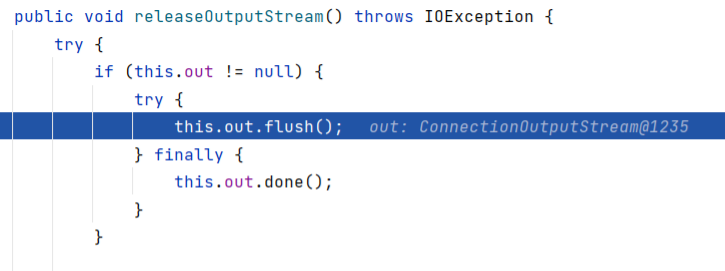 public void releaseOutputStream() throws IOException {
    try {
        if (this.out != null) {
            try {
                this.out.flush();   out: ConnectionOutputStream@1235
            } finally {
                this.out.done();
            }
        }